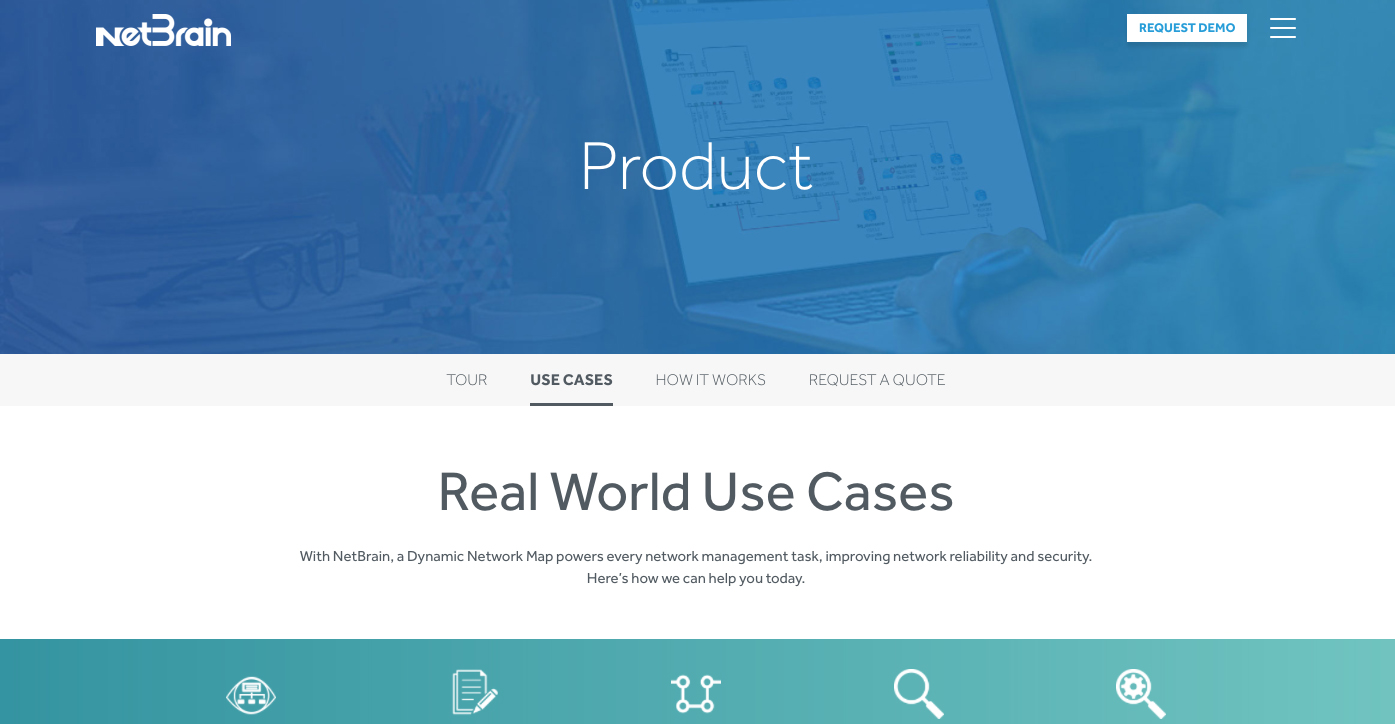 NetBrain
REQUEST DEMO
Product
TOUR
USE CASES
HOW IT WORKS
REQUEST A QUOTE
Real World Use Cases
With NetBrain, a Dynamic Network Map powers every network management task, improving network reliability and security.
Here's how we can help you today.